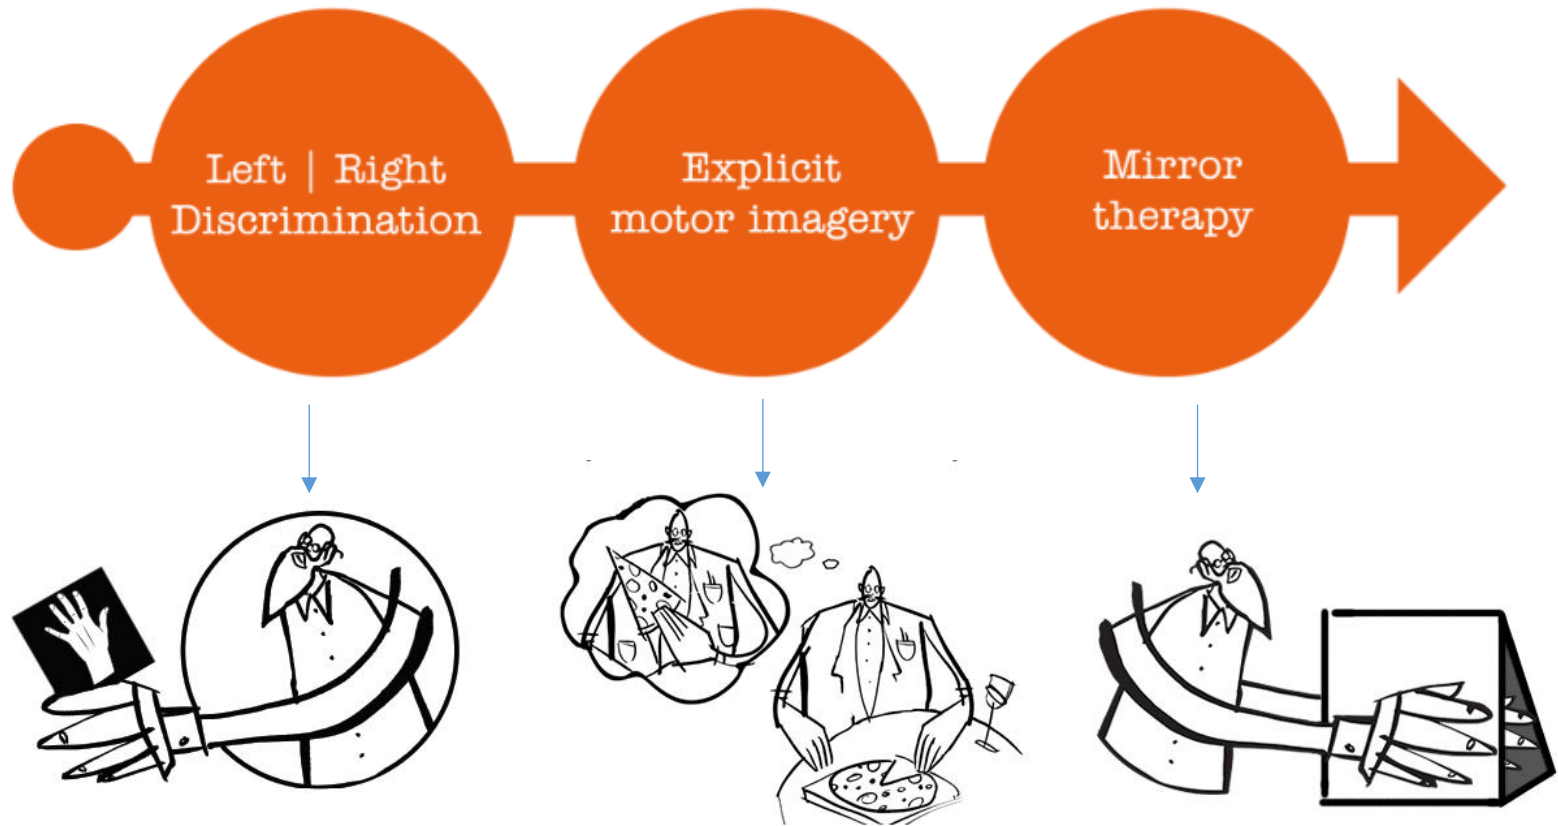 Left | Right
Discrimination
Explicit
motor imagery
Mirror
therapy